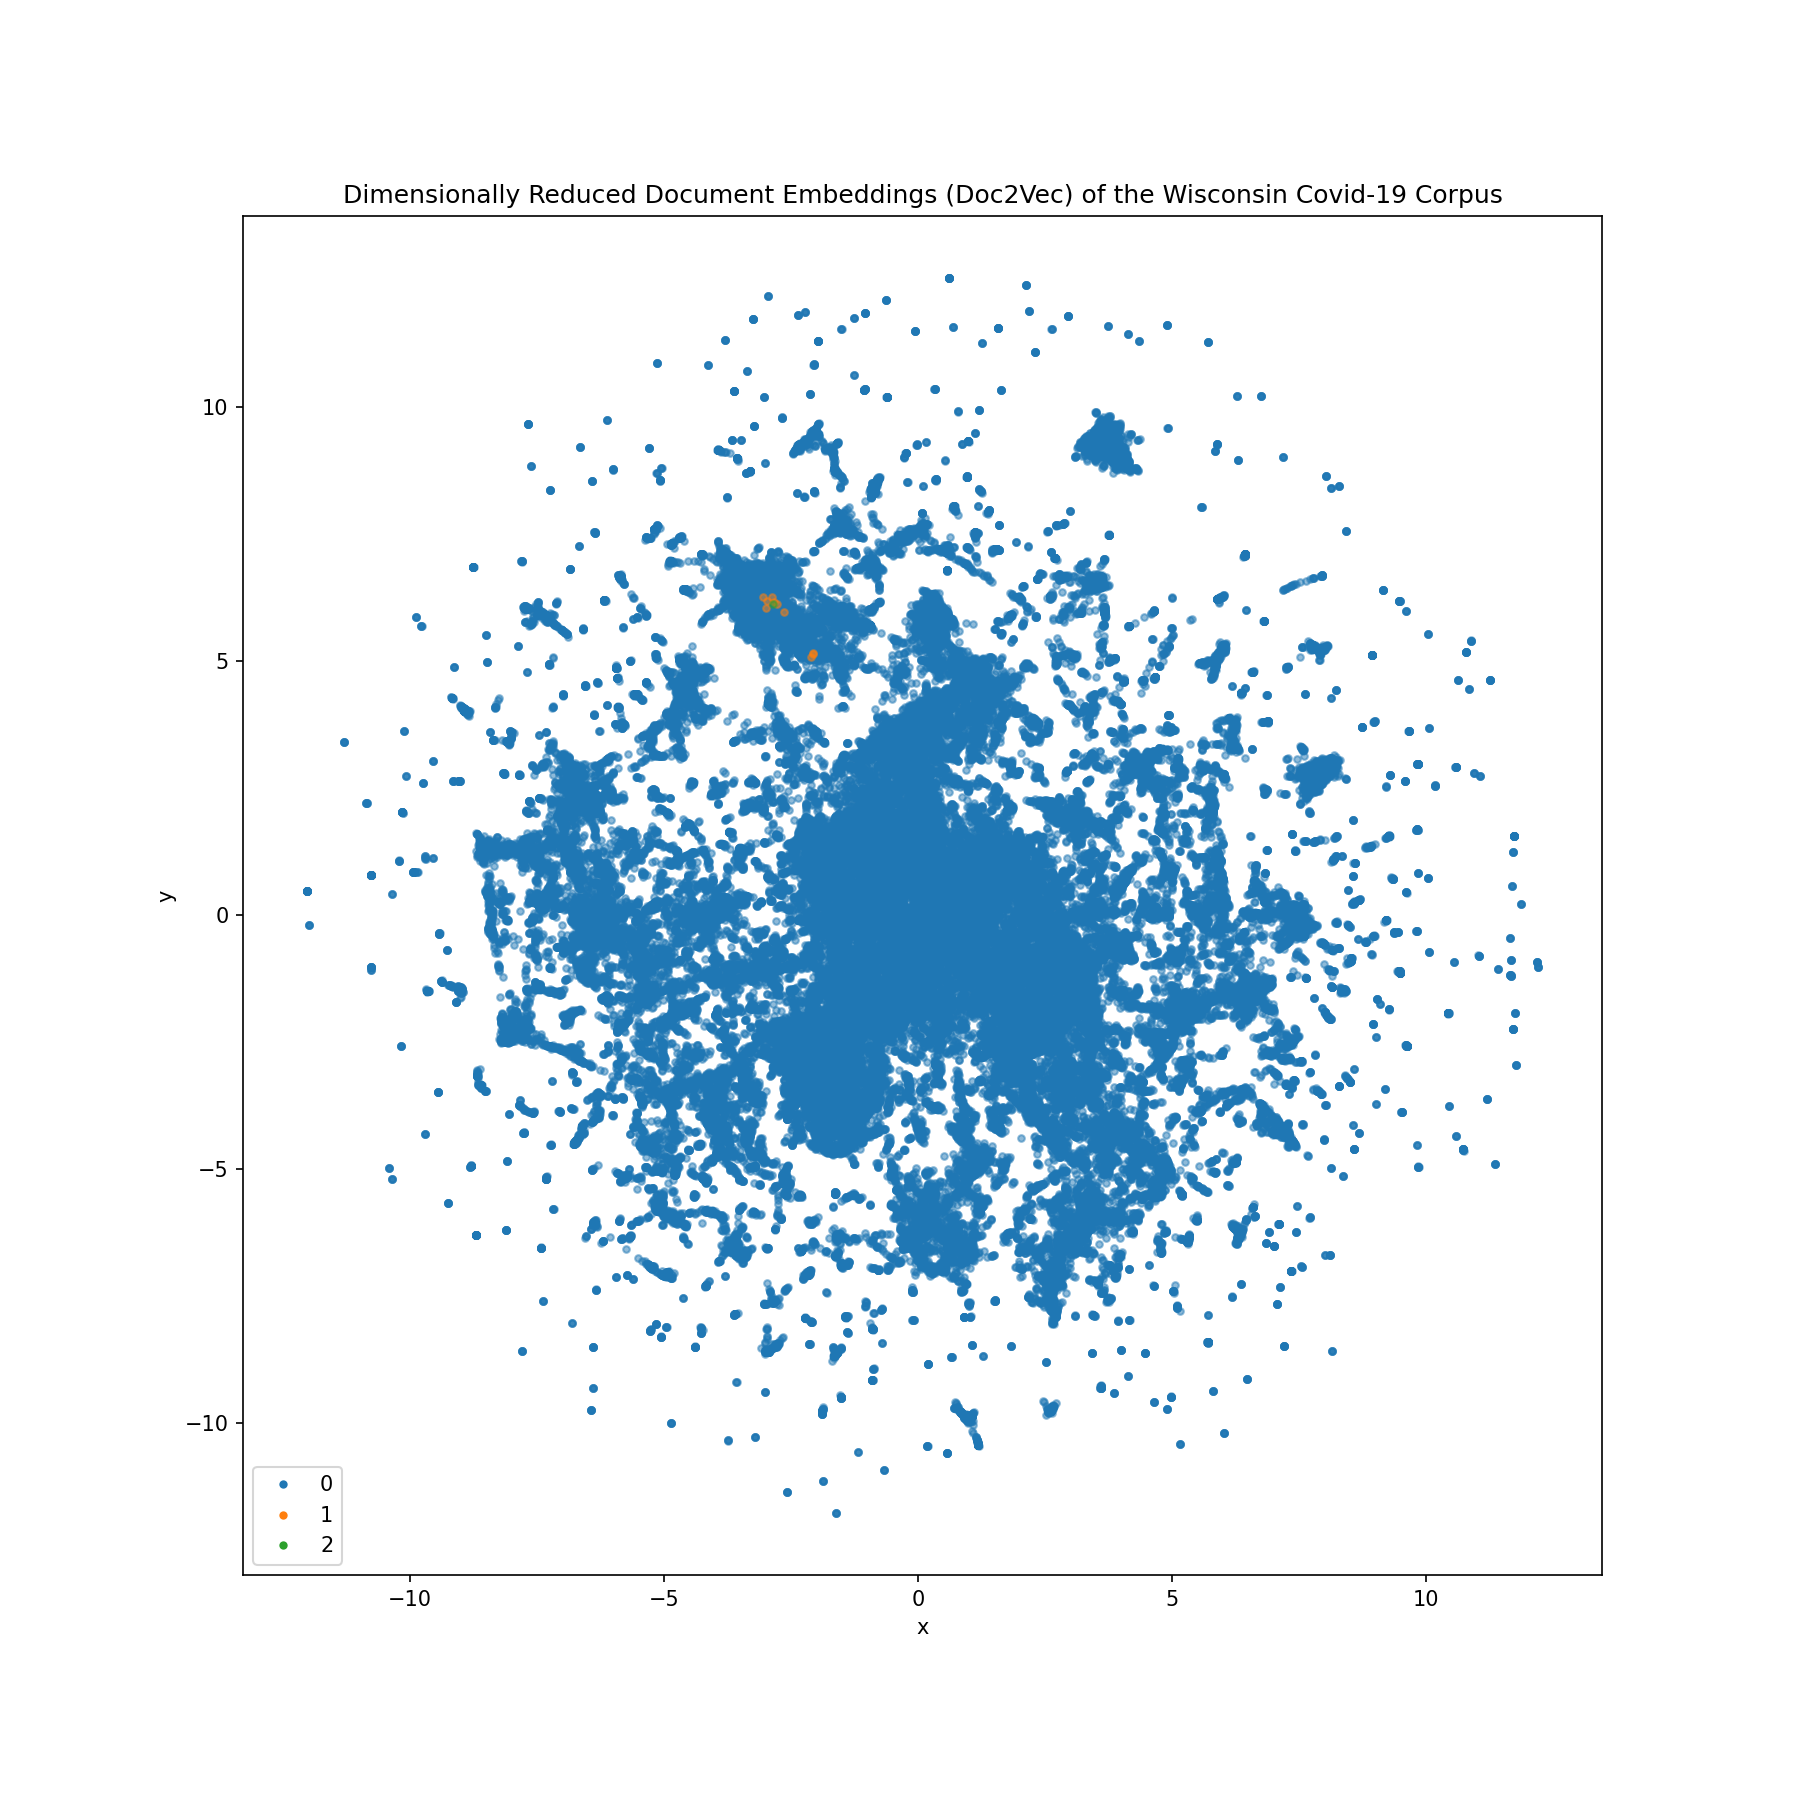 Dimensionally Reduced Document Embeddings (Doc2Vec) of the Wisconsin Covid-19 Corpus
10
5
0
−5
−10
y
0
1
2
−10 −5 0 5 10
x